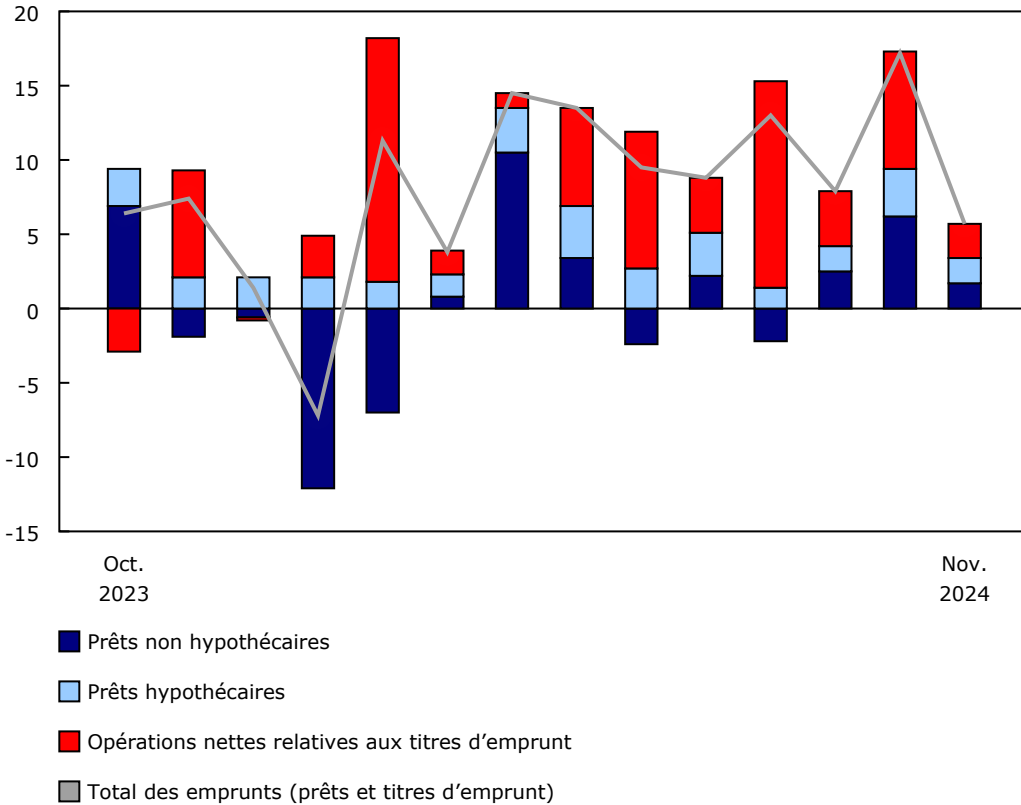 20
15
10
5
0
-5
-10
-15
Oct.
2023
Nov.
2024
Prêts non hypothécaires
Prêts hypothécaires
Opérations nettes relatives aux titres d’emprunt
Total des emprunts (prêts et titres d’emprunt)